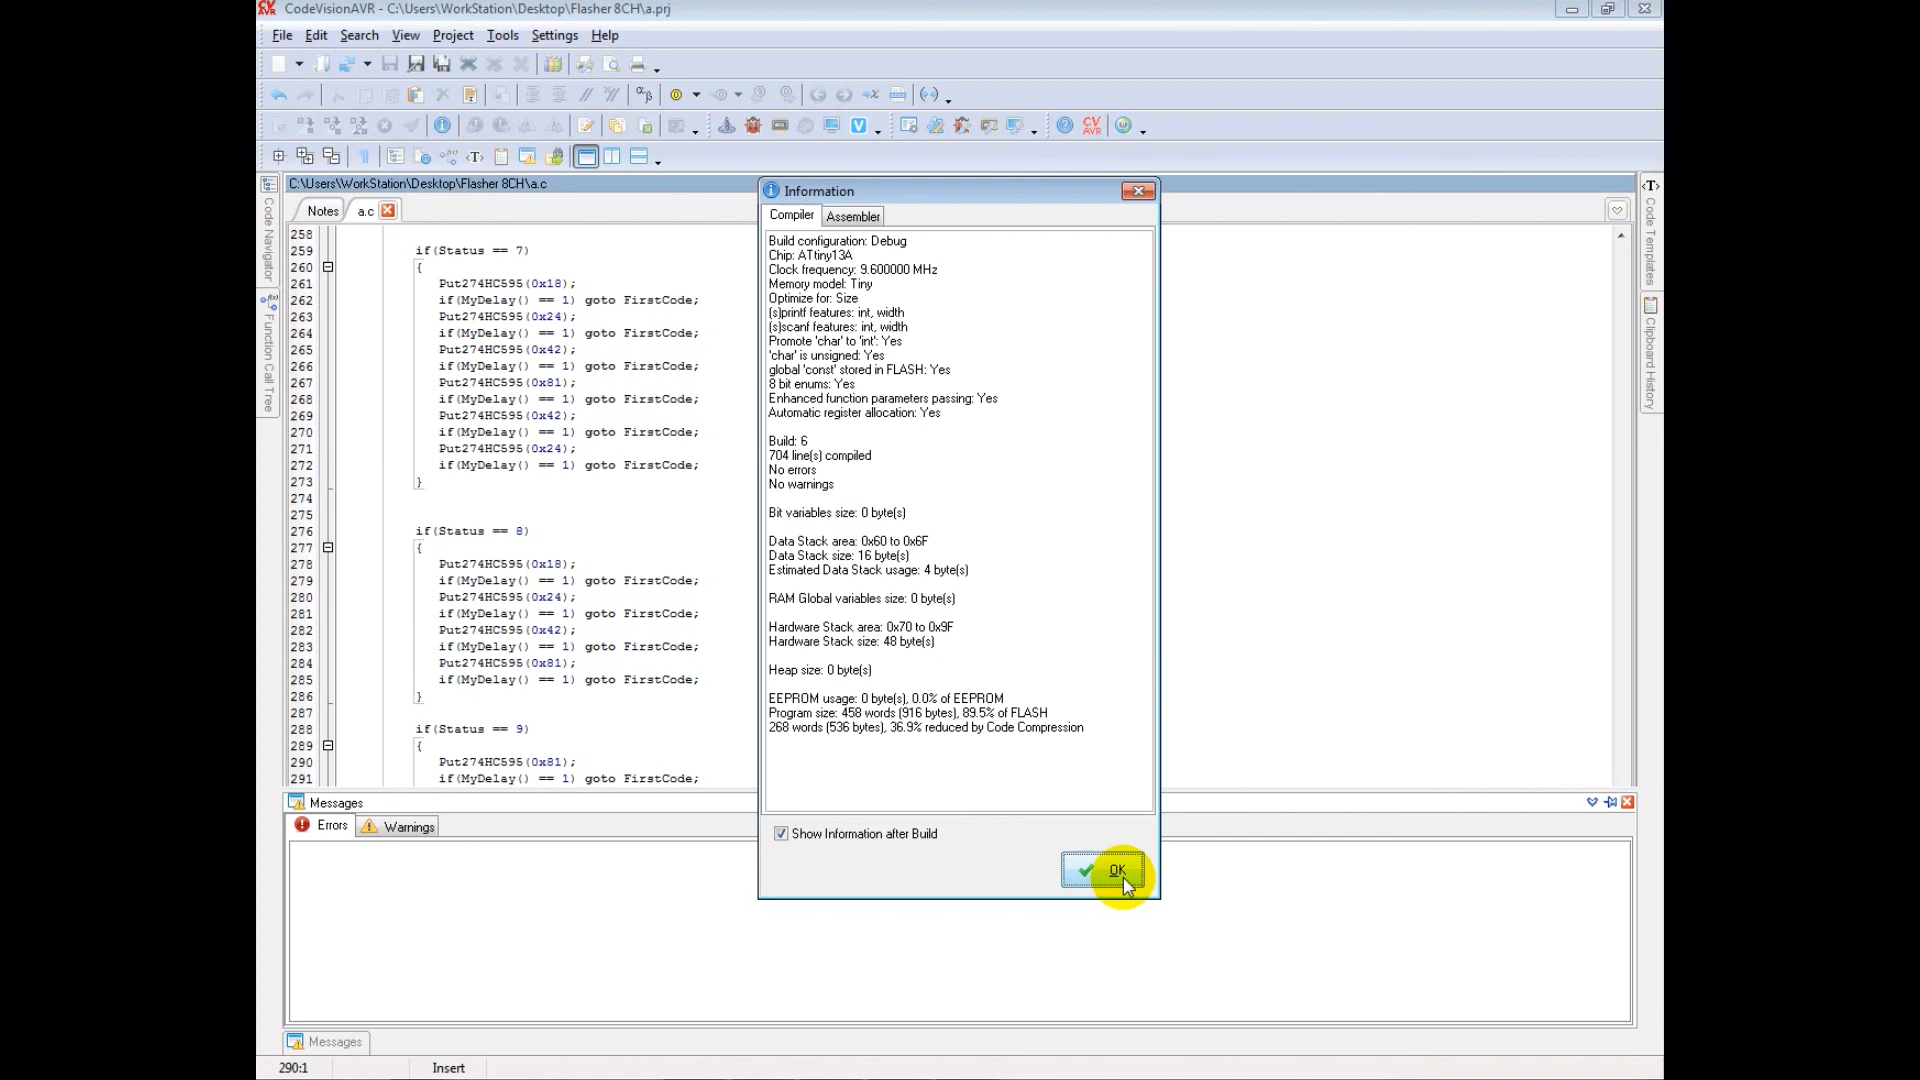 CodeVisionAVR - C:\Users\WorkStation\Desktop\Flasher 8CH\a.prj
File Edit Search View Project Tools Settings Help
C:\Users\WorkStation\Desktop\Flasher 8CH\a.c
Notes a.c
Code Navigator
Function Call Tree
258
259 if(Status == 7)
260 {
261 Put274HC595(0x18);
262 if(MyDelay() == 1) goto FirstCode;
263 Put274HC595(0x24);
264 if(MyDelay() == 1) goto FirstCode;
265 Put274HC595(0x42);
266 if(MyDelay() == 1) goto FirstCode;
267 Put274HC595(0x81);
268 if(MyDelay() == 1) goto FirstCode;
269 Put274HC595(0x42);
270 if(MyDelay() == 1) goto FirstCode;
271 Put274HC595(0x24);
272 if(MyDelay() == 1) goto FirstCode;
273 }
274
275
276 if(Status == 8)
277 {
278 Put274HC595(0x18);
279 if(MyDelay() == 1) goto FirstCode;
280 Put274HC595(0x24);
281 if(MyDelay() == 1) goto FirstCode;
282 Put274HC595(0x42);
283 if(MyDelay() == 1) goto FirstCode;
284 Put274HC595(0x81);
285 if(MyDelay() == 1) goto FirstCode;
286 }
287
288 if(Status == 9)
289 {
290 Put274HC595(0x81);
291 if(MyDelay() == 1) goto FirstCode;
Information
Compiler Assembler
Build configuration: Debug
Chip: ATtiny13A
Clock frequency: 9.600000 MHz
Memory model: Tiny
Optimize for: Size
(s)printf features: int, width
(s)scanf features: int, width
Promote 'char' to 'int': Yes
'char' is unsigned: Yes
global 'const' stored in FLASH: Yes
8 bit enums: Yes
Enhanced function parameters passing: Yes
Automatic register allocation: Yes
Build: 6
704 line(s) compiled
No errors
No warnings
Bit variables size: 0 byte(s)
Data Stack area: 0x60 to 0x6F
Data Stack size: 16 byte(s)
Estimated Data Stack usage: 4 byte(s)
RAM Global variables size: 0 byte(s)
Hardware Stack area: 0x70 to 0x9F
Hardware Stack size: 48 byte(s)
Heap size: 0 byte(s)
EEPROM usage: 0 byte(s), 0.0% of EEPROM
Program size: 458 words (916 bytes), 89.5% of FLASH
268 words (536 bytes), 36.9% reduced by Code Compression
Show Information after Build
OK
Code Templates
Clipboard History
Messages
Errors Warnings
Messages
290:1 Insert